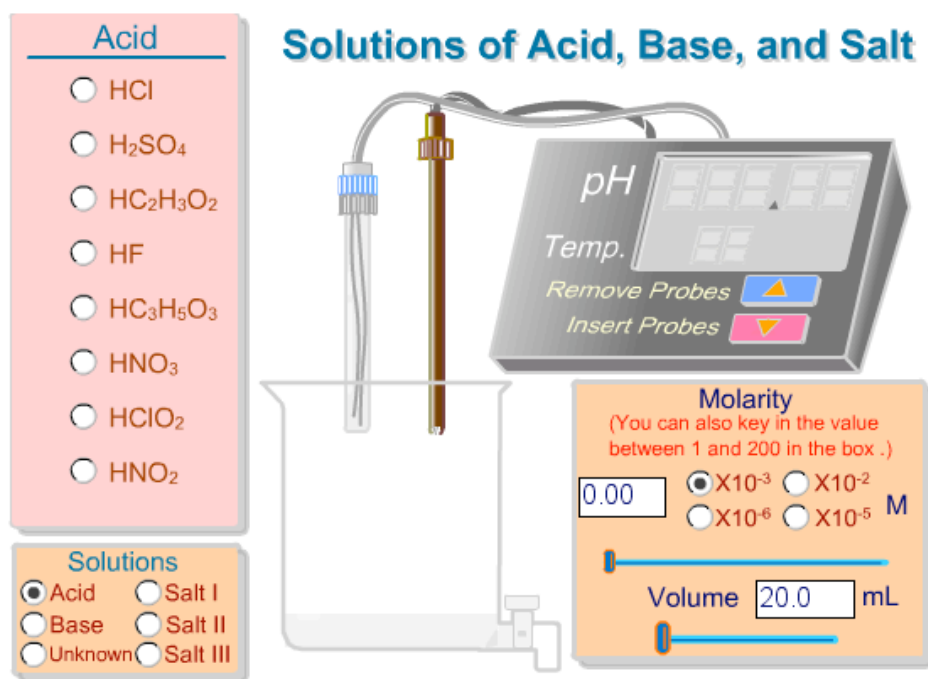 Acid
HCl
H₂SO₄
HC₂H₃O₂
HF
HC₃H₅O₃
HNO₃
HClO₂
HNO₂
Solutions
Acid Salt I
Base Salt II
Unknown Salt III
Solutions of Acid, Base, and Salt
pH
Temp.
Remove Probes
Insert Probes
Molarity
(You can also key in the value
between 1 and 200 in the box .)
0.00 X10⁻³ X10⁻² M
X10⁻⁶ X10⁻⁵
Volume 20.0 mL